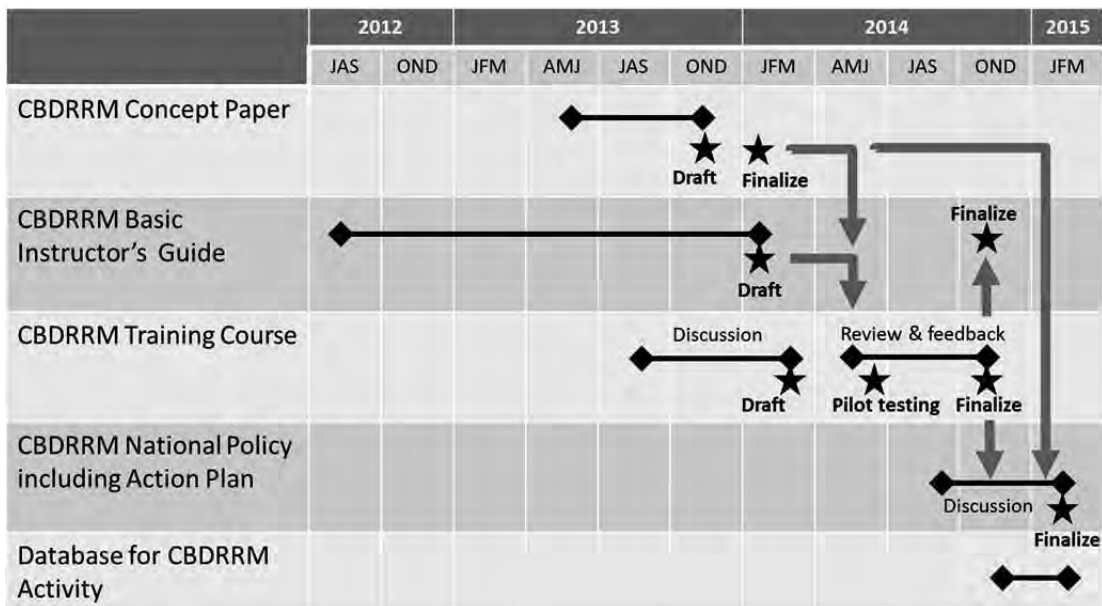 2012 2013 2014 2015
JAS OND JFM AMJ JAS OND JFM AMJ JAS OND JFM
CBDRRM Concept Paper
Draft Finalize
CBDRRM Basic
Instructor's Guide
Finalize
Draft
CBDRRM Training Course
Discussion Review & feedback
Draft Pilot testing Finalize
CBDRRM National Policy
including Action Plan
Discussion
Finalize
Database for CBDRRM
Activity